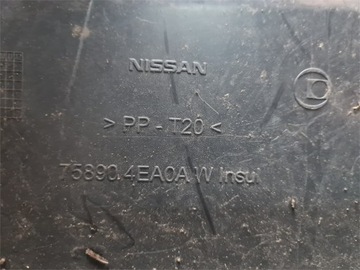 NISSAN
> PP - T20 <
75890 4EA0A W Insul